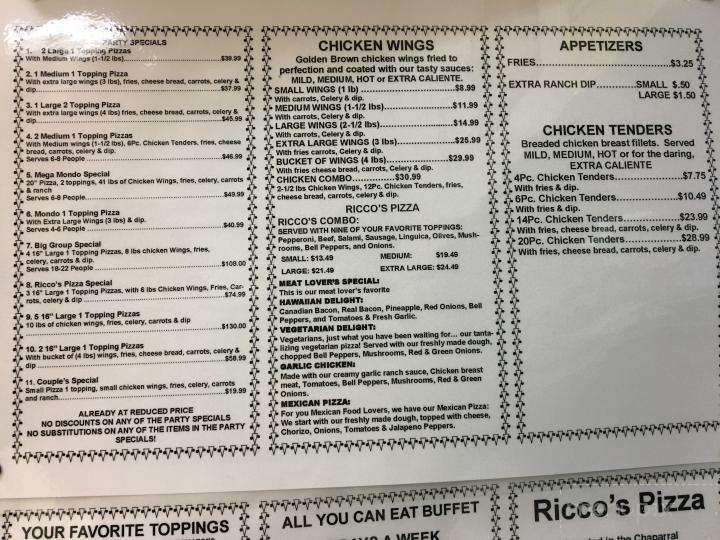 PARTY SPECIALS
1. 2 Large 1 Topping Pizzas
With Medium Wings (1-1/2 lbs)...$39.99
2. 1 Medium 1 Topping Pizza
With extra large wings (3 lbs), fries, cheese bread, carrots, celery &
dip...$37.99
3. 1 Large 2 Topping Pizza
With extra large wings (4 lbs) fries, cheese bread, carrots, celery &
dip...$45.99
4. 2 Medium 1 Topping Pizzas
With Medium wings (1-1/2 lbs), 6Pc. Chicken Tenders, fries, cheese
bread, carrots, celery & dip.
Serves 6-8 People...$46.99
5. Mega Mondo Special
20" Pizza, 2 toppings, 4 lbs of Chicken Wings, fries, celery, carrots
& ranch
Serves 6-8 People...$49.99
6. Mondo 1 Topping Pizza
With Extra Large Wings (3 lbs) & dip.
Serves 4-6 People...$40.99
7. Big Group Special
4 16" Large 1 Topping Pizzas, 8 lbs chicken Wings, fries,
celery, carrots & dip.
Serves 18-22 People...$108.00
8. Ricco's Pizza Special
3 16" Large 1 Topping Pizzas, with 6 lbs Chicken Wings, Fries, Car-
rots, celery & dip...$74.99
9. 5 16" Large 1 Topping Pizzas
10 lbs of chicken wings, fries, celery, carrots & dip
...$130.00
10. 2 16" Large 1 Topping Pizzas
With bucket of (4 lbs) wings, fries, cheese bread, carrots, celery &
dip...$58.99
11. Couple's Special
Small Pizza 1 topping, small chicken wings, fries, celery, carrots
and ranch...$19.99
ALREADY AT REDUCED PRICE
NO DISCOUNTS ON ANY OF THE PARTY SPECIALS
NO SUBSTITUTIONS ON ANY OF THE ITEMS IN THE PARTY
SPECIALS!
CHICKEN WINGS
Golden Brown chicken wings fried to
perfection and coated with our tasty sauces:
MILD, MEDIUM, HOT or EXTRA CALIENTE.
SMALL WINGS (1 lb)...$8.99
With carrots, Celery & dip.
MEDIUM WINGS (1-1/2 lbs)...$11.99
With carrots, Celery & dip.
LARGE WINGS (2-1/2 lbs)...$14.99
With carrots, Celery & dip.
EXTRA LARGE WINGS (3 lbs)...$25.99
With fries carrots, Celery & dip.
BUCKET OF WINGS (4 lbs)...$29.99
With fries cheese bread, carrots, Celery & dip.
CHICKEN COMBO...$30.99
2-1/2 lbs Chicken Wings, 12Pc. Chicken Tenders, fries,
cheese bread, carrots, celery & dip.
RICCO'S PIZZA
RICCO'S COMBO:
SERVED WITH NINE OF YOUR FAVORITE TOPPINGS:
Pepperoni, Beef, Salami, Sausage, Linguica, Olives, Mush-
rooms, Bell Peppers, and Onions.
SMALL: $13.49 MEDIUM: $19.49
LARGE: $21.49 EXTRA LARGE: $24.49
MEAT LOVER'S SPECIAL:
This is our meat lover's favorite
HAWAIIAN DELIGHT:
Canadian Bacon, Real Bacon, Pineapple, Red Onions, Bell
Peppers, and Tomatoes & Fresh Garlic.
VEGETARIAN DELIGHT:
Vegetarians, just what you have been waiting for... our tanta-
lizing vegetarian pizza! Served with our freshly made dough,
chopped Bell Peppers, Mushrooms, Red & Green Onions.
GARLIC CHICKEN:
Made with our creamy garlic ranch sauce, Chicken breast
meat, Tomatoes, Bell Peppers, Mushrooms, Red & Green
Onions.
MEXICAN PIZZA:
For you Mexican Food Lovers, we have our Mexican Pizza:
We start with our freshly made dough, topped with cheese,
Chorizo, Onions, Tomatoes & Jalapeno Peppers.
APPETIZERS
FRIES...$3.25
EXTRA RANCH DIP...SMALL $.50
LARGE $1.50
CHICKEN TENDERS
Breaded chicken breast fillets. Served
MILD, MEDIUM, HOT or for the daring,
EXTRA CALIENTE
4Pc. Chicken Tenders...$7.75
With fries & dip.
6Pc. Chicken Tenders...$10.49
With fries & dip.
14Pc. Chicken Tenders...$23.99
With fries, cheese bread, carrots, celery & dip.
20Pc. Chicken Tenders...$28.99
With fries, cheese bread, carrots, celery & dip.
YOUR FAVORITE TOPPINGS
ALL YOU CAN EAT BUFFET
DAYS A WEEK
Ricco's Pizza
in the Chaparral